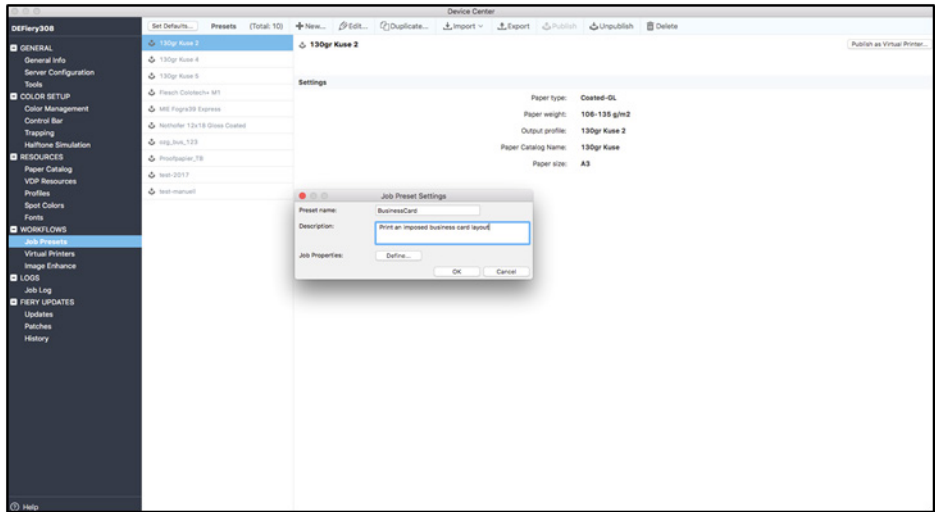 Device Center
DEFiery308
Set Defaults... Presets (Total: 10) New... Edit... Duplicate... Import Export Publish Unpublish Delete
GENERAL
General Info
Server Configuration
Tools
COLOR SETUP
Color Management
Control Bar
Trapping
Halftone Simulation
RESOURCES
Paper Catalog
VDP Resources
Profiles
Spot Colors
Fonts
WORKFLOWS
Job Presets
Virtual Printers
Image Enhance
LOGS
Job Log
FIERY UPDATES
Updates
Patches
History
Help
130gr Kuse 2
130gr Kuse 4
130gr Kuse 5
Flesch Colotech+ M1
MIE Fogra39 Express
Nothofer 12x18 Gloss Coated
ozg_bus_123
Proofpapier_TB
test-2017
test-manuell
130gr Kuse 2
Publish as Virtual Printer...
Settings
Paper type: Coated-GL
Paper weight: 106-135 g/m2
Output profile: 130gr Kuse 2
Paper Catalog Name: 130gr Kuse
Paper size: A3
Job Preset Settings
Preset name: BusinessCard
Description: Print an imposed business card layout
Job Properties: Define...
OK Cancel